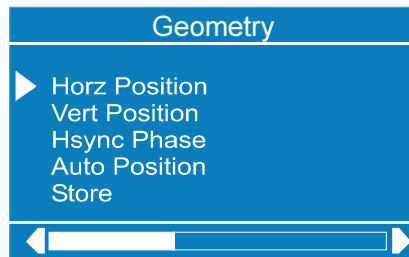 Geometry
Horz Position
Vert Position
Hsync Phase
Auto Position
Store